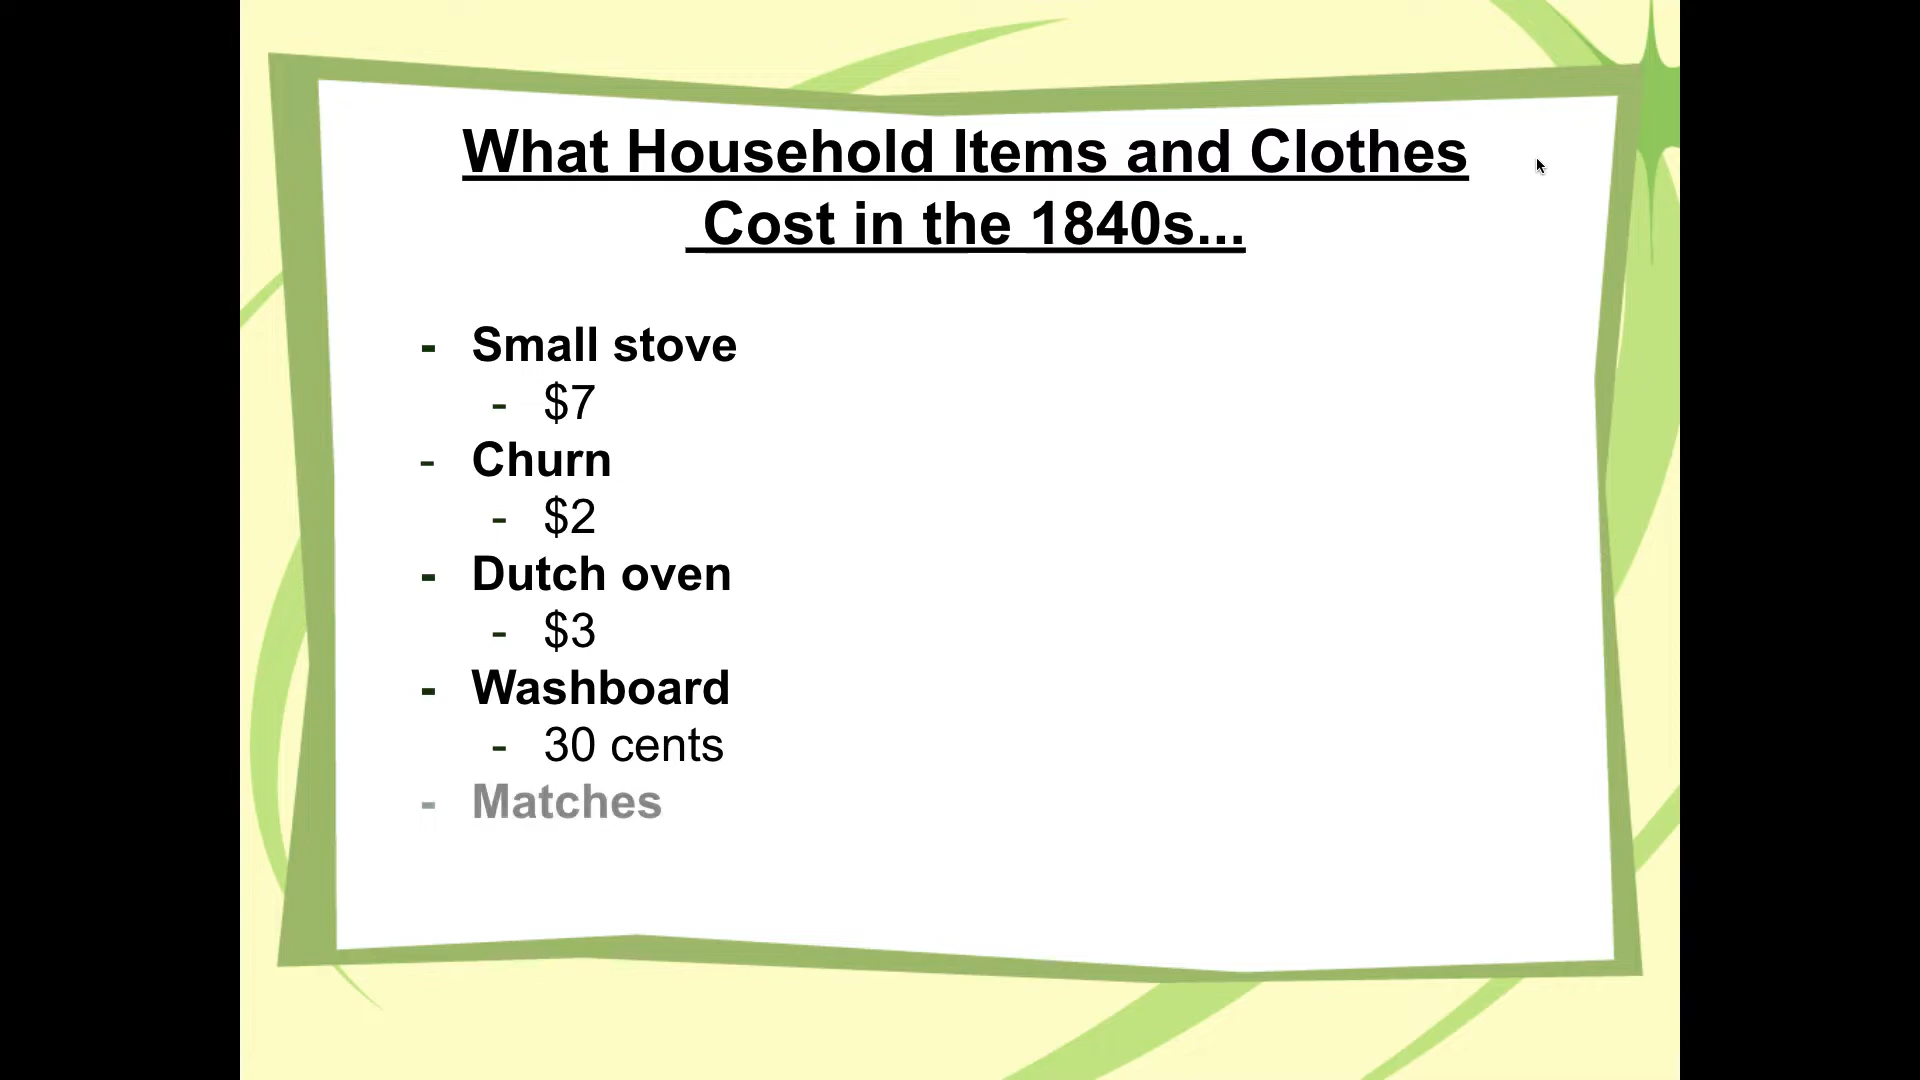 What Household Items and Clothes
Cost in the 1840s...
- Small stove
- $7
- Churn
- $2
- Dutch oven
- $3
- Washboard
- 30 cents
- Matches